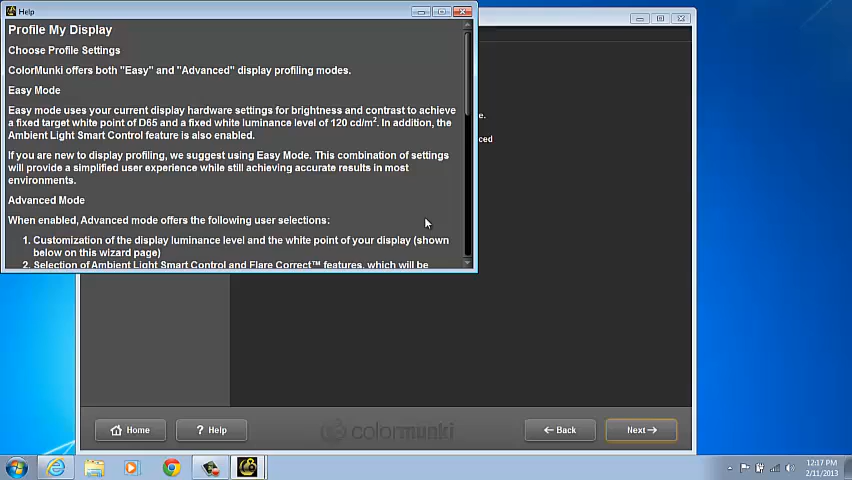 Help
Profile My Display
Choose Profile Settings
ColorMunki offers both "Easy" and "Advanced" display profiling modes.
Easy Mode
Easy mode uses your current display hardware settings for brightness and contrast to achieve
a fixed target white point of D65 and a fixed white luminance level of 120 cd/m². In addition, the
Ambient Light Smart Control feature is also enabled.
If you are new to display profiling, we suggest using Easy Mode. This combination of settings
will provide a simplified user experience while still achieving accurate results in most
environments.
Advanced Mode
When enabled, Advanced mode offers the following user selections:
1. Customization of the display luminance level and the white point of your display (shown
below on this wizard page)
2. Selection of Ambient Light Smart Control and Flare Correct™ features, which will be
Home
? Help
colormunki
Back
Next
12:17 PM
2/11/2013